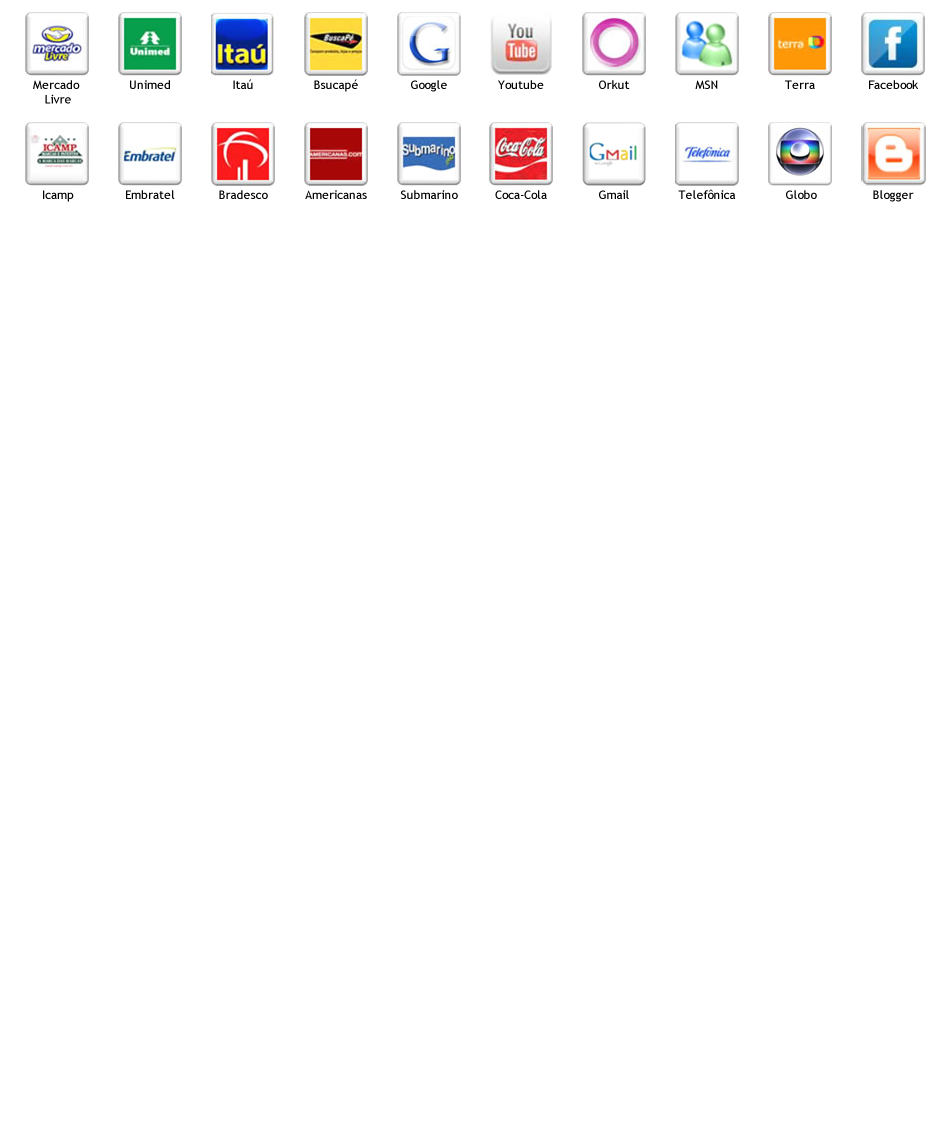 mercado
Livre
Unimed
Itaú
BuscaPé
G
You
Tube
terra
f
Mercado
Livre
Unimed
Itaú
Bsucapé
Google
Youtube
Orkut
MSN
Terra
Facebook
ICAMP
Embratel
AMERICANAS.COM
Submarino
Coca-Cola
GMail
Telefônica
B
Icamp
Embratel
Bradesco
Americanas
Submarino
Coca-Cola
Gmail
Telefônica
Globo
Blogger